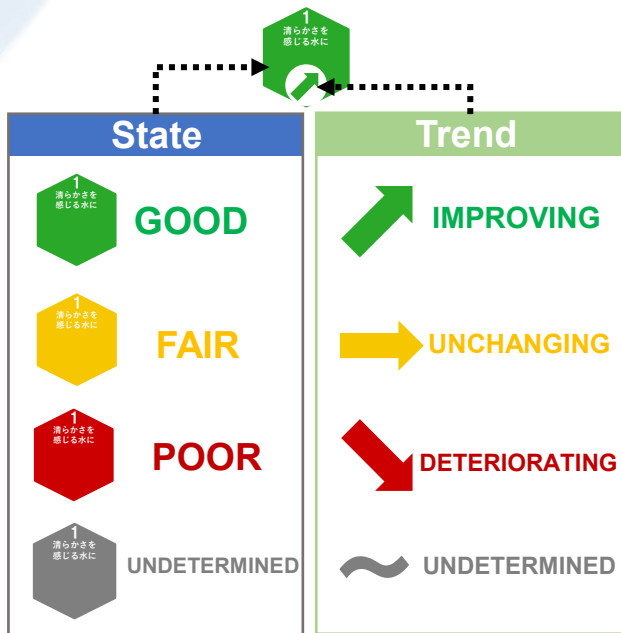 1
清らかさを
感じる水に
State
Trend
1
清らかさを
感じる水に
GOOD
IMPROVING
1
清らかさを
感じる水に
FAIR
UNCHANGING
1
清らかさを
感じる水に
POOR
DETERIORATING
1
清らかさを
感じる水に
UNDETERMINED
UNDETERMINED